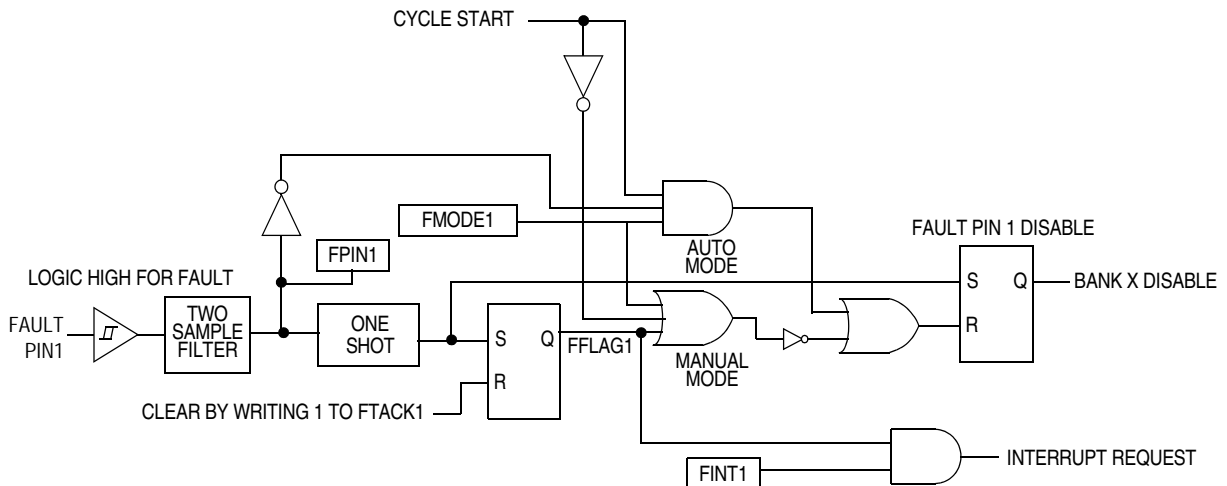 CYCLE START
FMODE1
AUTO
MODE
FAULT PIN 1 DISABLE
FPIN1
LOGIC HIGH FOR FAULT
S
Q
BANK X DISABLE
R
FAULT
PIN1
TWO
SAMPLE
FILTER
ONE
SHOT
S
Q
FFLAG1
R
MANUAL
MODE
CLEAR BY WRITING 1 TO FTACK1
FINT1
INTERRUPT REQUEST